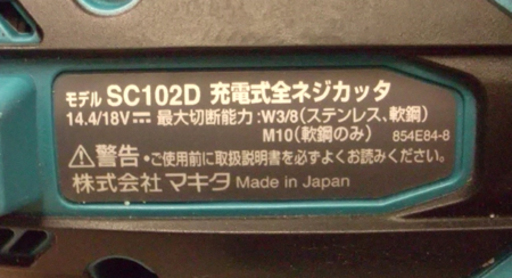 モデル SC102D 充電式全ネジカッタ
14.4/18V⎓ 最大切断能力:W3/8(ステンレス、軟鋼)
M10(軟鋼のみ) 854E84-8
⚠警告・ご使用前に取扱説明書を必ずよくお読みください。
株式会社 マキタ Made in Japan